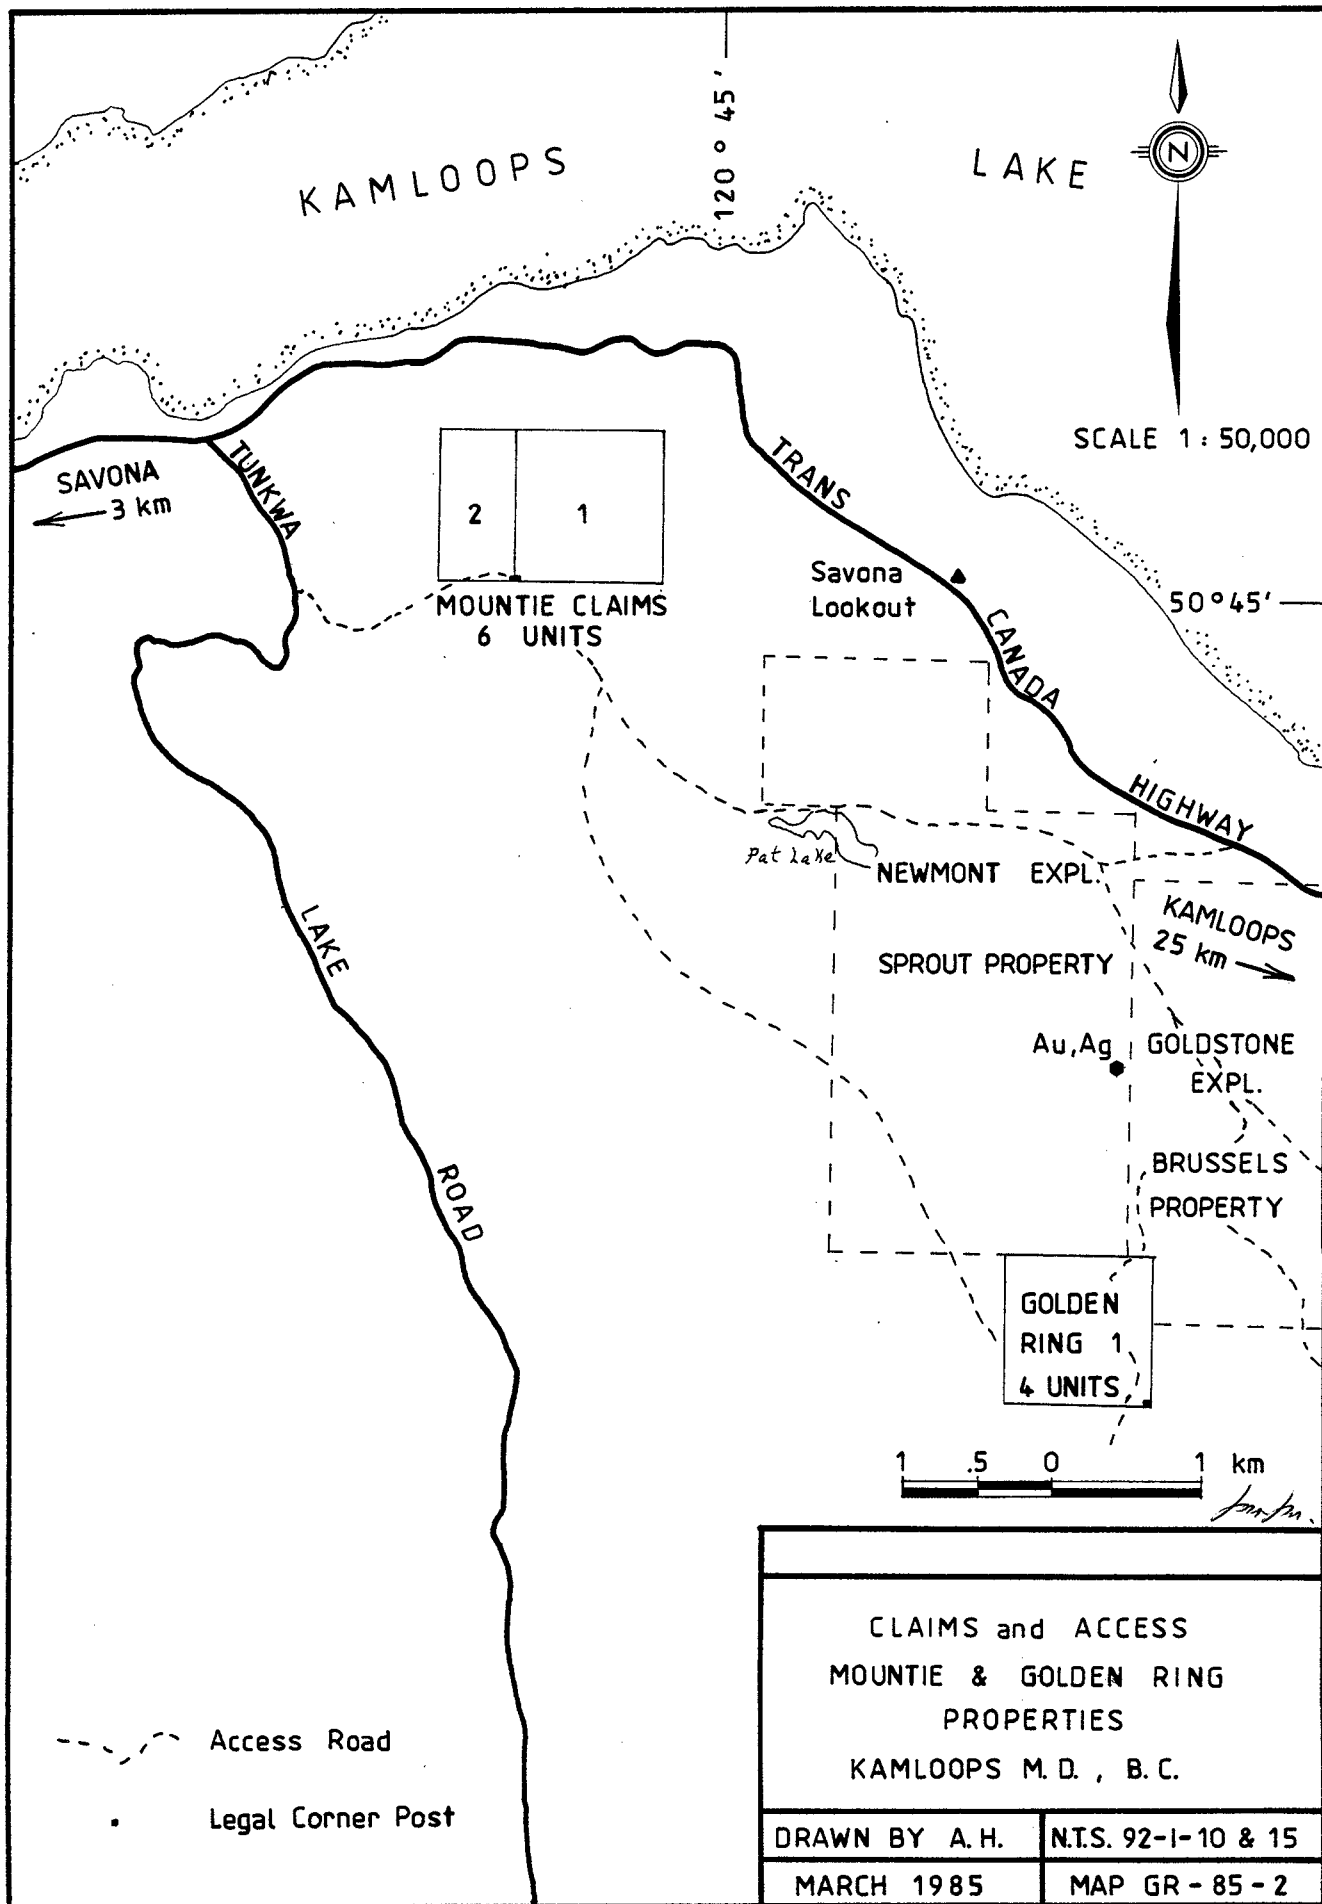 120° 45'
KAMLOOPS LAKE
N
SCALE 1 : 50,000
SAVONA
3 km
TUNKWA
2 1
TRANS
Savona
Lookout
50°45'
MOUNTIE CLAIMS
6 UNITS
CANADA
HIGHWAY
Pat Lake
NEWMONT EXPL.
KAMLOOPS
25 km
LAKE
SPROUT PROPERTY
Au,Ag
GOLDSTONE
EXPL.
ROAD
BRUSSELS
PROPERTY
GOLDEN
RING 1
4 UNITS
1 .5 0 1 km
CLAIMS and ACCESS
MOUNTIE & GOLDEN RING
PROPERTIES
KAMLOOPS M.D., B.C.
Access Road
Legal Corner Post
DRAWN BY A.H.
N.T.S. 92-I-10 & 15
MARCH 1985
MAP GR-85-2